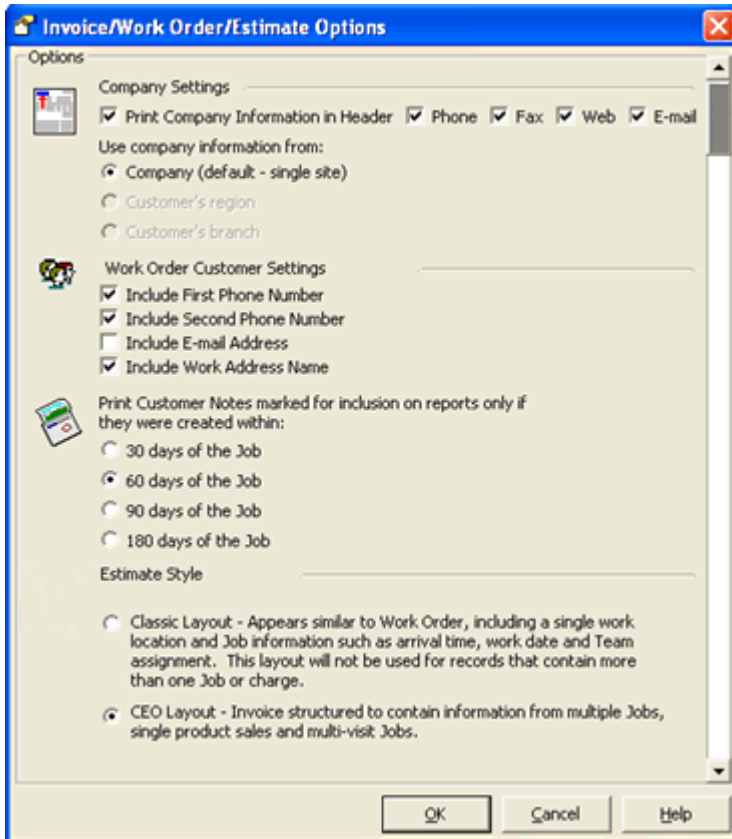 Invoice/Work Order/Estimate Options
Options
Company Settings
Print Company Information in Header Phone Fax Web E-mail
Use company information from:
Company (default - single site)
Customer's region
Customer's branch
Work Order Customer Settings
Include First Phone Number
Include Second Phone Number
Include E-mail Address
Include Work Address Name
Print Customer Notes marked for inclusion on reports only if
they were created within:
30 days of the Job
60 days of the Job
90 days of the Job
180 days of the Job
Estimate Style
Classic Layout - Appears similar to Work Order, including a single work
location and Job information such as arrival time, work date and Team
assignment. This layout will not be used for records that contain more
than one Job or charge.
CEO Layout - Invoice structured to contain information from multiple Jobs,
single product sales and multi-visit Jobs.
OK Cancel Help